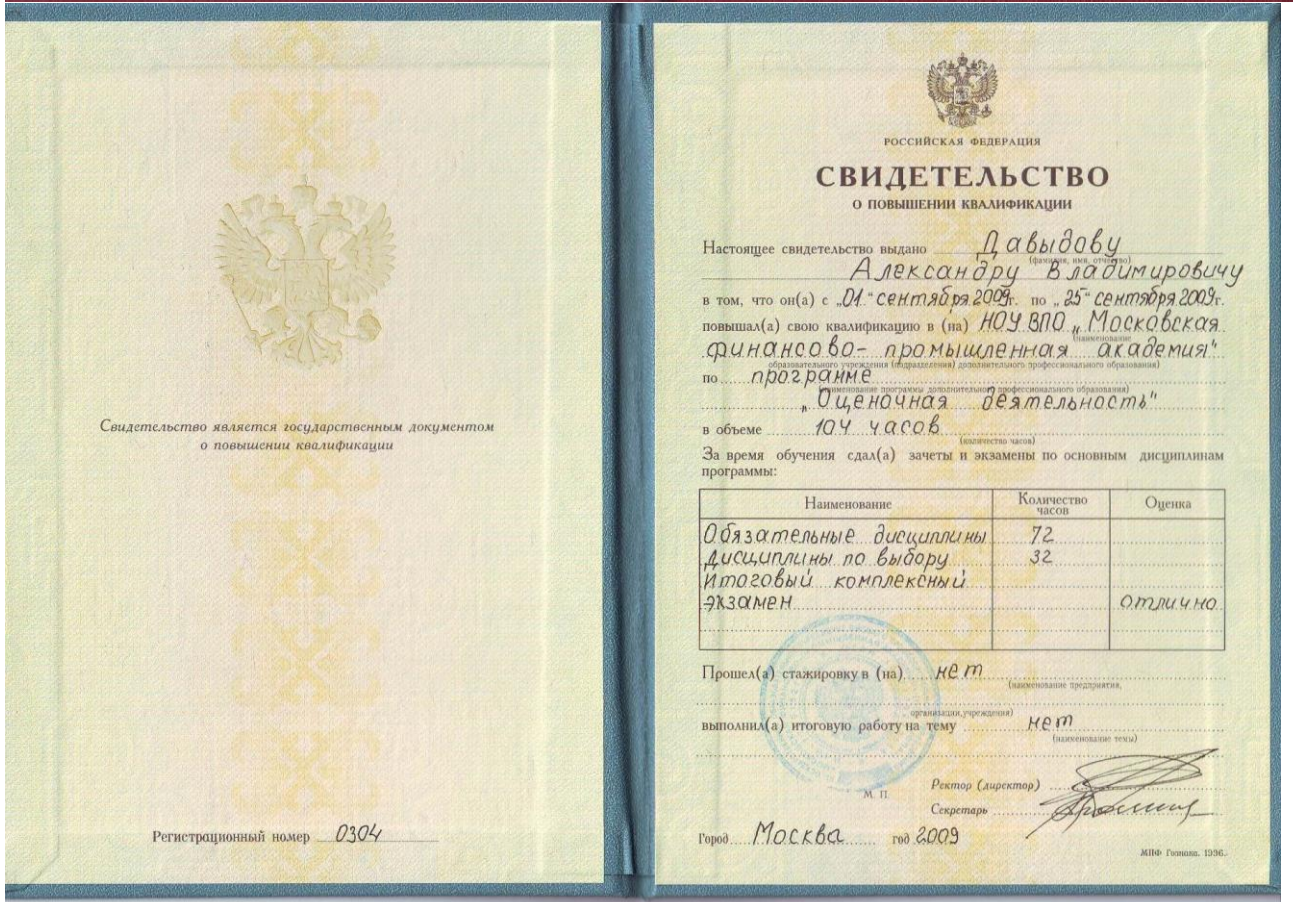 Свидетельство является государственным документом
о повышении квалификации
Регистрационный номер 0304
РОССИЙСКАЯ ФЕДЕРАЦИЯ
СВИДЕТЕЛЬСТВО
О ПОВЫШЕНИИ КВАЛИФИКАЦИИ
Настоящее свидетельство выдано Давыдову
(фамилия, имя, отчество)
Александру Владимировичу
в том, что он(а) с „01“ сентября 2009г. по „25“ сентября 2009г.
повышал(а) свою квалификацию в (на) НОУ ВПО „Московская
(наименование
финансово- промышленная академия"
образовательного учреждения (подразделения) дополнительного профессионального образования)
по программе
(наименование программы дополнительного профессионального образования)
„Оценочная деятельность"
в объеме 104 часов
(количество часов)
За время обучения сдал(а) зачеты и экзамены по основным дисциплинам
программы:
Наименование Количество часов Оценка
Обязательные дисциплины 72
Дисциплины по выбору 32
Итоговый комплексный
экзамен отлично
Прошел(а) стажировку в (на) нет
(наименование предприятия,
организации, учреждения)
выполнил(а) итоговую работу на тему нет
(наименование темы)
М. П.
Ректор (директор)
Секретарь
Город Москва год 2009
МПФ Гознака. 1996.